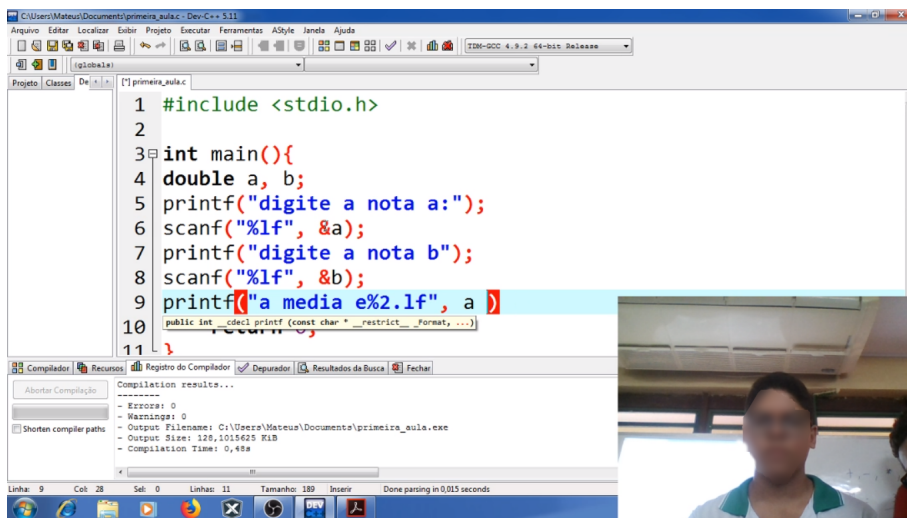 C:\Users\Mateus\Documents\primeira_aula.c - Dev-C++ 5.11
Arquivo Editar Localizar Exibir Projeto Executar Ferramentas AStyle Janela Ajuda
TDM-GCC 4.9.2 64-bit Release
(globals)
Projeto Classes De
[*] primeira_aula.c
1 #include <stdio.h>
2
3 int main(){
4 double a, b;
5 printf("digite a nota a:");
6 scanf("%lf", &a);
7 printf("digite a nota b");
8 scanf("%lf", &b);
9 printf("a media e%2.lf", a )
public int __cdecl printf (const char * __restrict__ _Format, ...)
10 return 0;
11 }
Compilador Recursos Registro do Compilador Depurador Resultados da Busca Fechar
Abortar Compilação
Shorten compiler paths
Compilation results...
--------
- Errors: 0
- Warnings: 0
- Output Filename: C:\Users\Mateus\Documents\primeira_aula.exe
- Output Size: 128,1015625 KiB
- Compilation Time: 0,48s
Linha: 9 Col: 28 Sel: 0 Linhas: 11 Tamanho: 189 Inserir Done parsing in 0,015 seconds
DEV